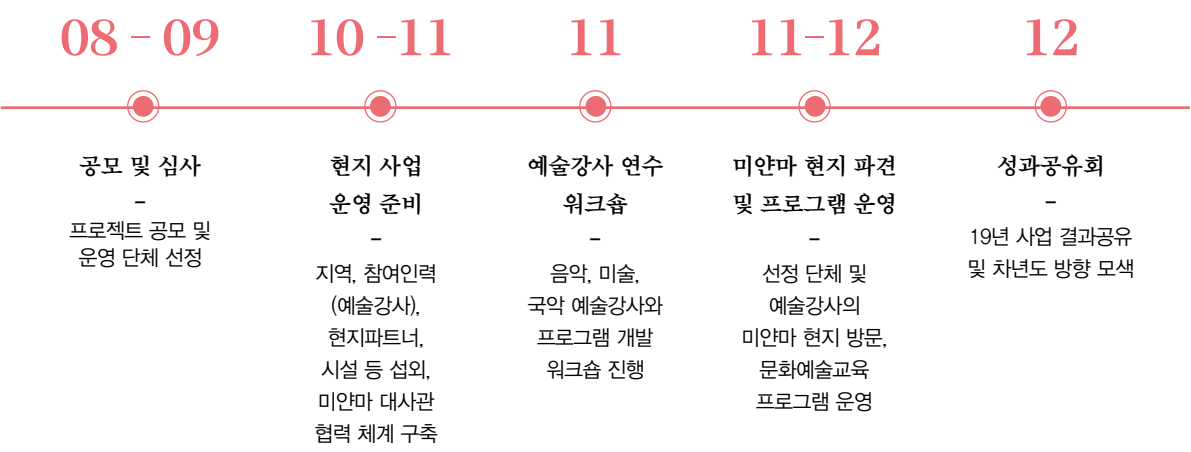 08 – 09
공모 및 심사
–
프로젝트 공모 및
운영 단체 선정
10 –11
현지 사업
운영 준비
–
지역, 참여인력
(예술강사),
현지파트너,
시설 등 섭외,
미얀마 대사관
협력 체계 구축
11
예술강사 연수
워크숍
–
음악, 미술,
국악 예술강사와
프로그램 개발
워크숍 진행
11–12
미얀마 현지 파견
및 프로그램 운영
–
선정 단체 및
예술강사의
미얀마 현지 방문,
문화예술교육
프로그램 운영
12
성과공유회
–
19년 사업 결과공유
및 차년도 방향 모색